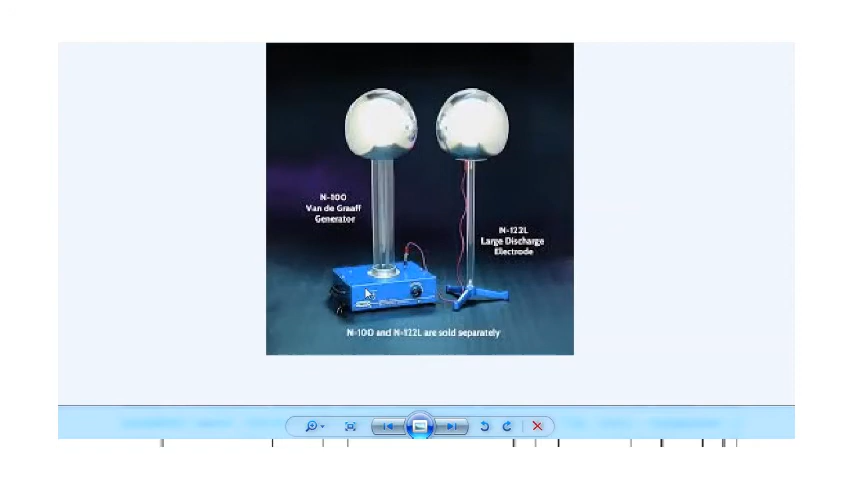 N-100
Van de Graaff
Generator
N-122L
Large Discharge
Electrode
N-100 and N-122L are sold separately